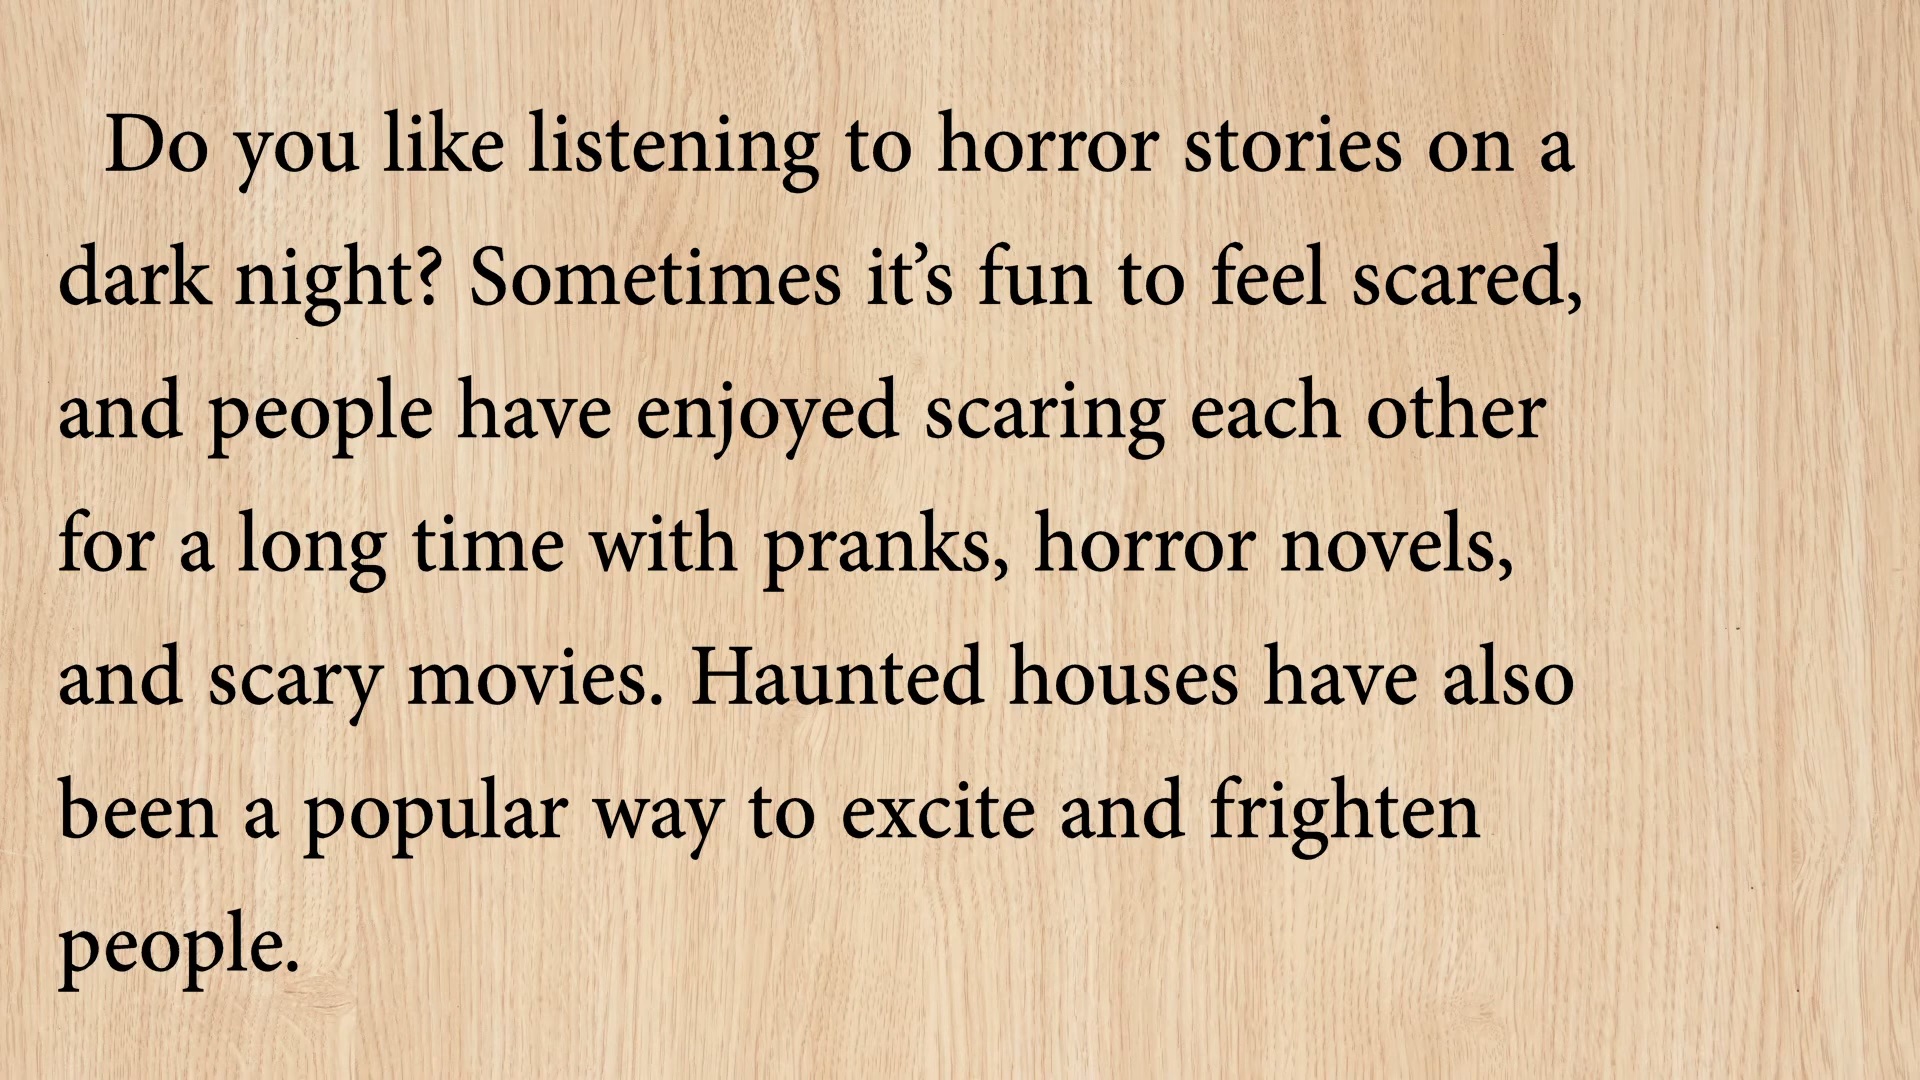 Do you like listening to horror stories on a
dark night? Sometimes it’s fun to feel scared,
and people have enjoyed scaring each other
for a long time with pranks, horror novels,
and scary movies. Haunted houses have also
been a popular way to excite and frighten
people.